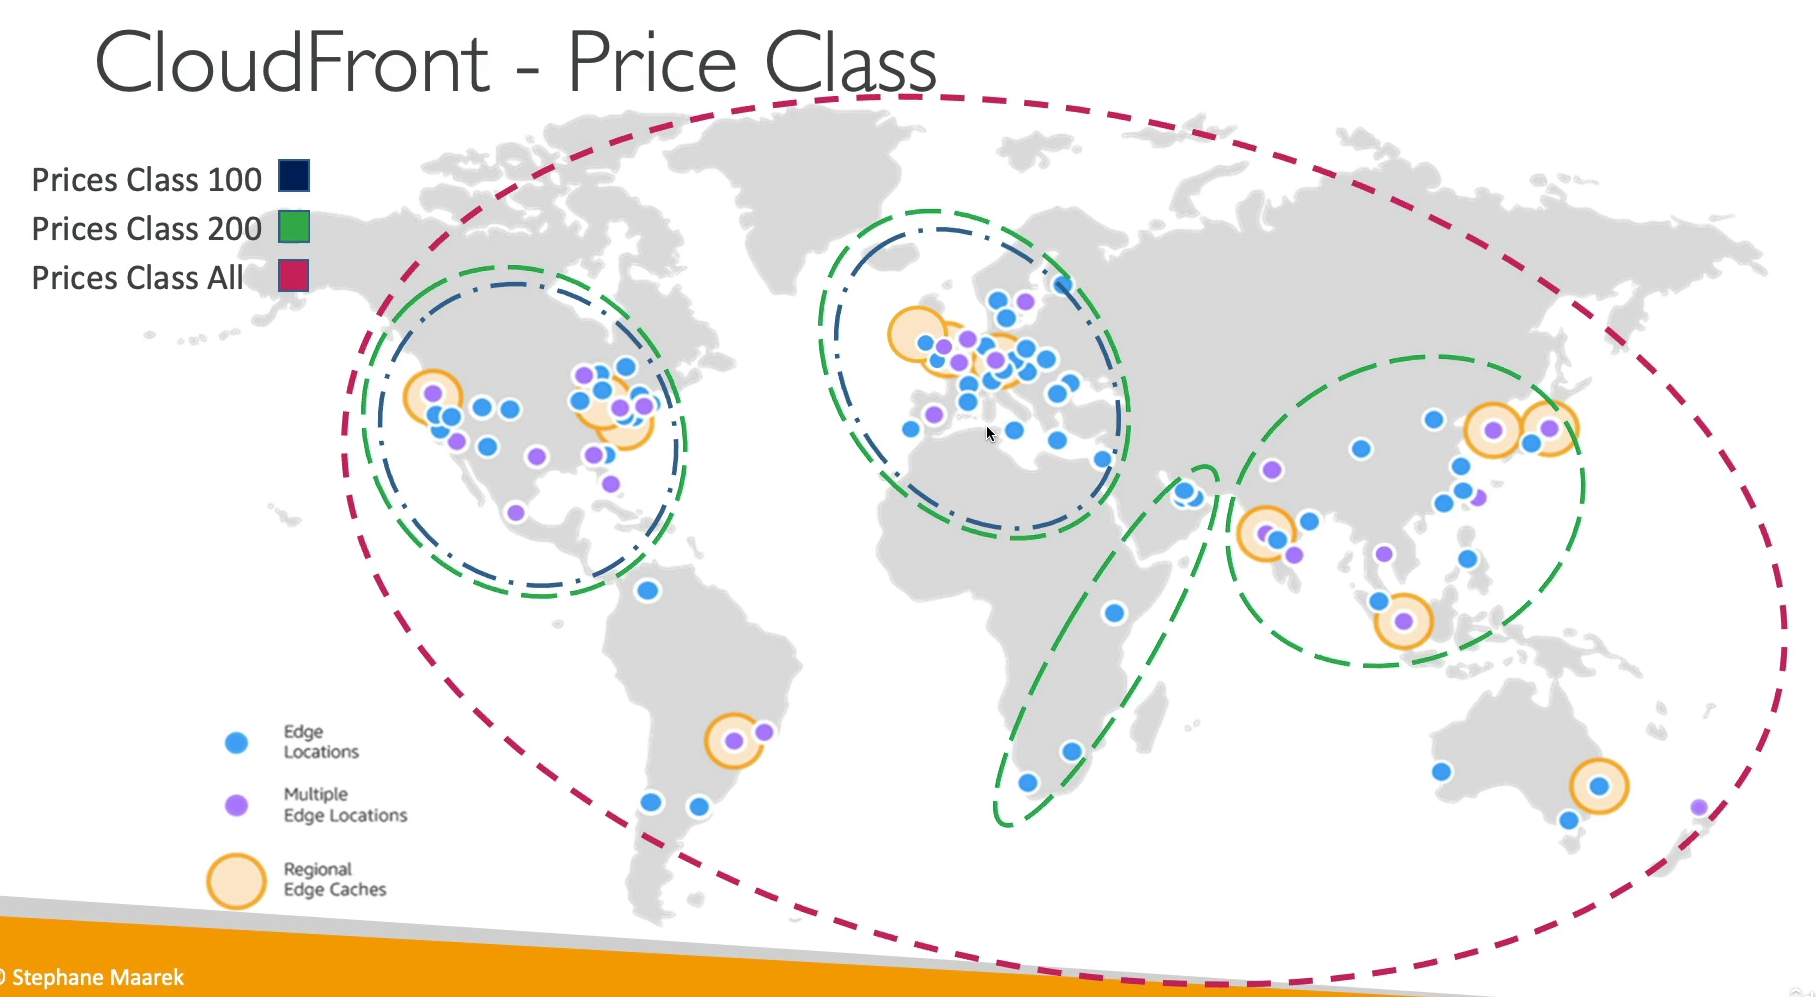 CloudFront - Price Class
Prices Class 100
Prices Class 200
Prices Class All
Edge
Locations
Multiple
Edge Locations
Regional
Edge Caches
© Stephane Maarek